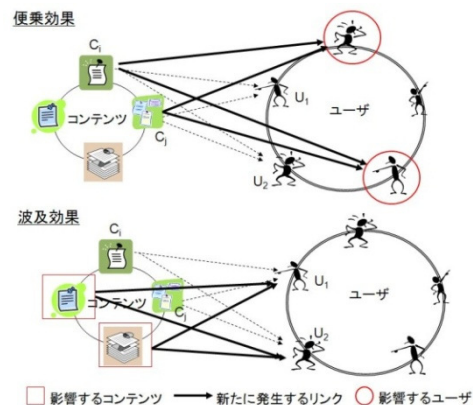 便乗効果
Ci
コンテンツ
Cj
U1
ユーザ
U2
波及効果
Ci
コンテンツ
Cj
U1
ユーザ
U2
影響するコンテンツ
新たに発生するリンク
影響するユーザ